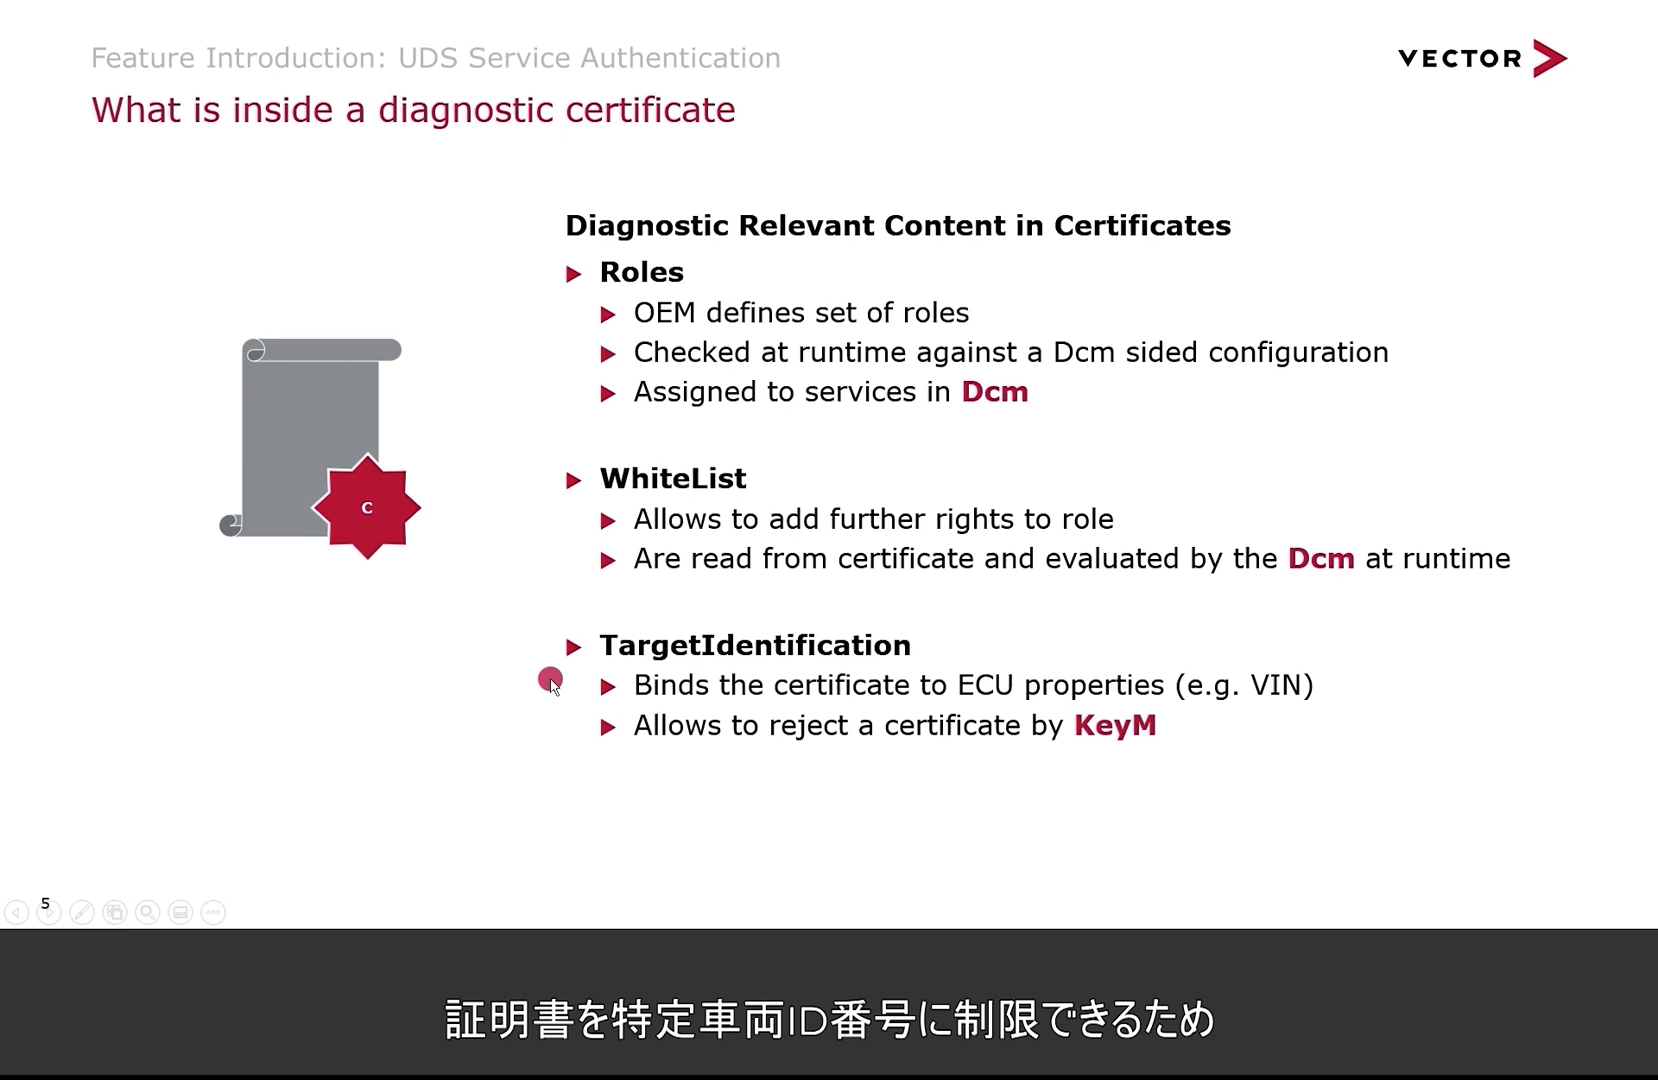 Feature Introduction: UDS Service Authentication
VECTOR
What is inside a diagnostic certificate
Diagnostic Relevant Content in Certificates
Roles
OEM defines set of roles
Checked at runtime against a Dcm sided configuration
Assigned to services in Dcm
C
WhiteList
Allows to add further rights to role
Are read from certificate and evaluated by the Dcm at runtime
TargetIdentification
Binds the certificate to ECU properties (e.g. VIN)
Allows to reject a certificate by KeyM
5
証明書を特定車両ID番号に制限できるため